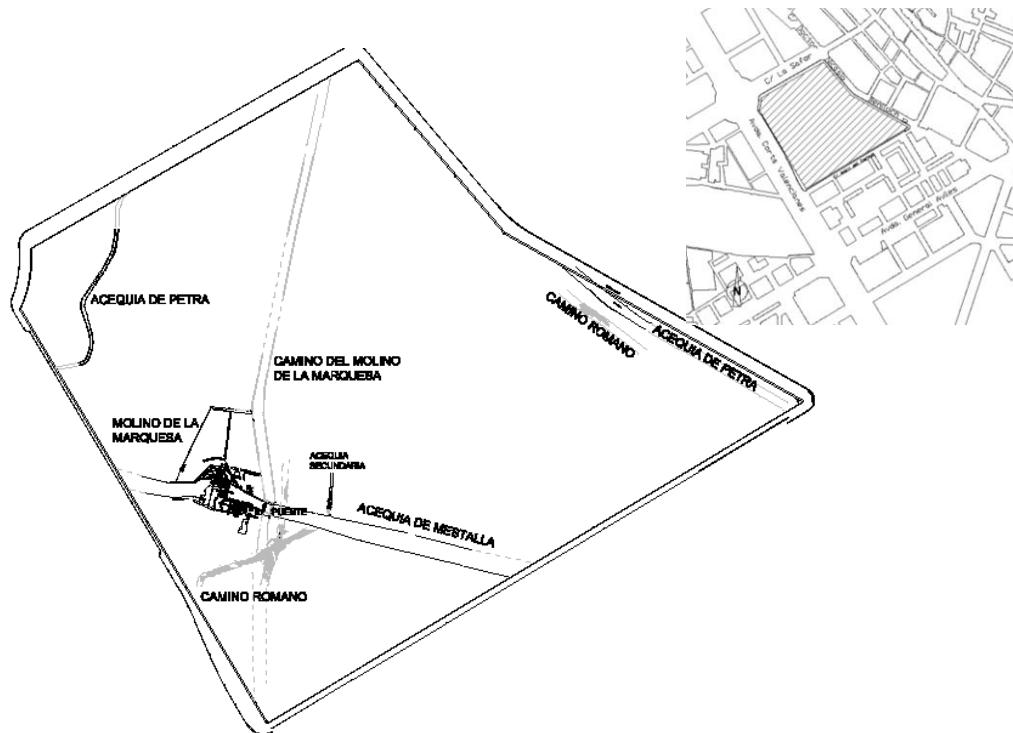 C/ La Safor
Avda. Corts Valencianes
Avda. General Aviles
N
ACEQUIA DE PETRA
CAMINO ROMANO
ACEQUIA DE PETRA
CAMINO DEL MOLINO
DE LA MARQUESA
MOLINO DE LA
MARQUESA
ACEQUIA
SECUNDARIA
PUENTE
ACEQUIA DE MESTALLA
CAMINO ROMANO